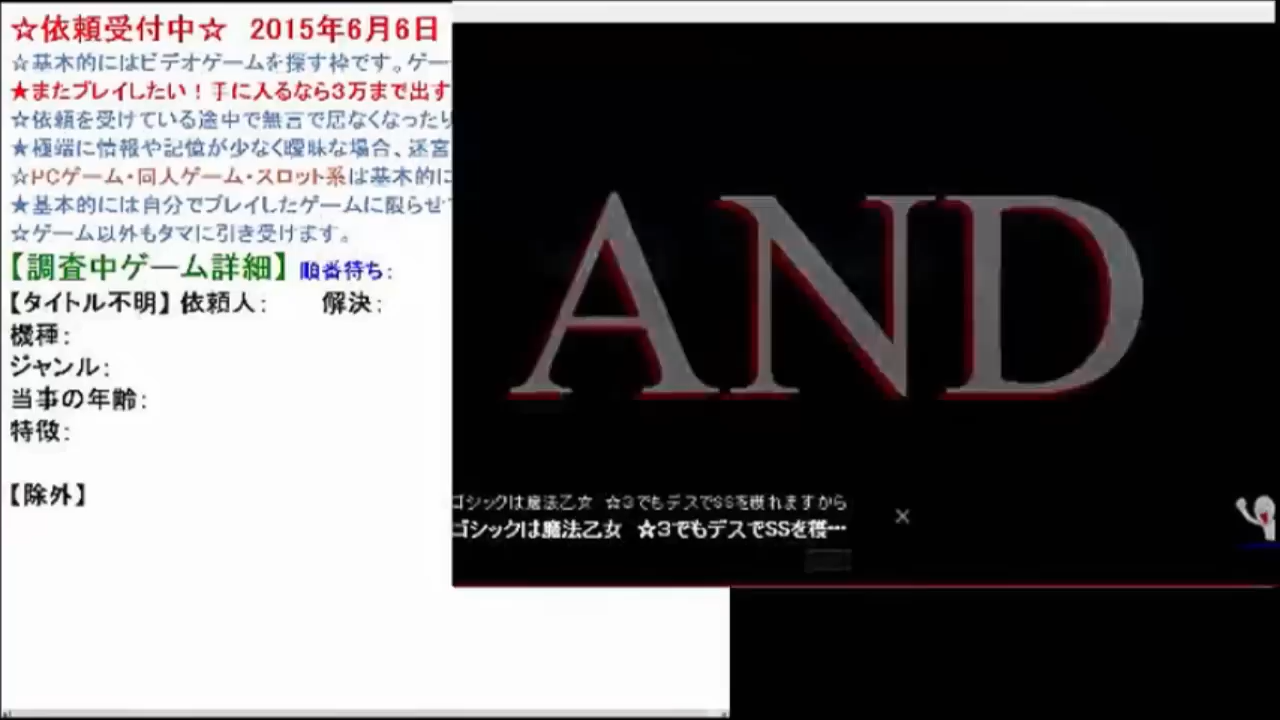 ☆依頼受付中☆ 2015年6月6日
☆基本的にはビデオゲームを探す枠です。ゲー
★またプレイしたい！手に入るなら3万まで出す
☆依頼を受けている途中で無言で居なくなったり
★極端に情報や記憶が少なく曖昧な場合、迷宮
☆PCゲーム・同人ゲーム・スロット系は基本的に
★基本的には自分でプレイしたゲームに限らせて
☆ゲーム以外もタマに引き受けます。
【調査中ゲーム詳細】 順番待ち：
【タイトル不明】 依頼人： 解決：
機種：
ジャンル：
当事の年齢：
特徴：
【除外】
AND
ゴシックは魔法乙女 ☆3でもデスでSSを獲れますから
ゴシックは魔法乙女 ☆3でもデスでSSを獲…